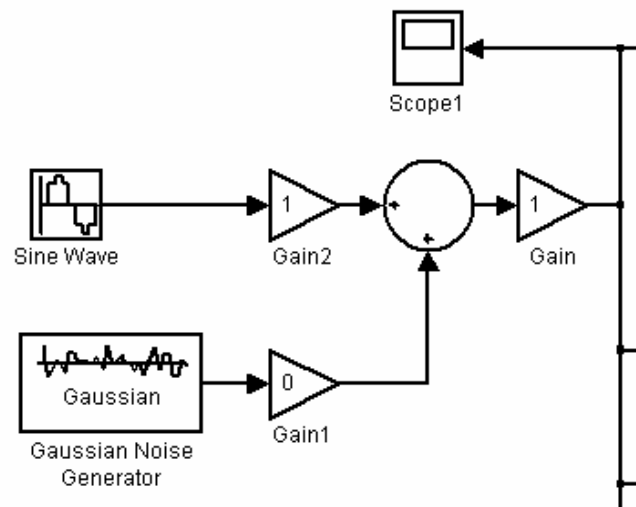 Scope1
1
1
Sine Wave
Gain2
Gain
Gaussian
0
Gain1
Gaussian Noise
Generator